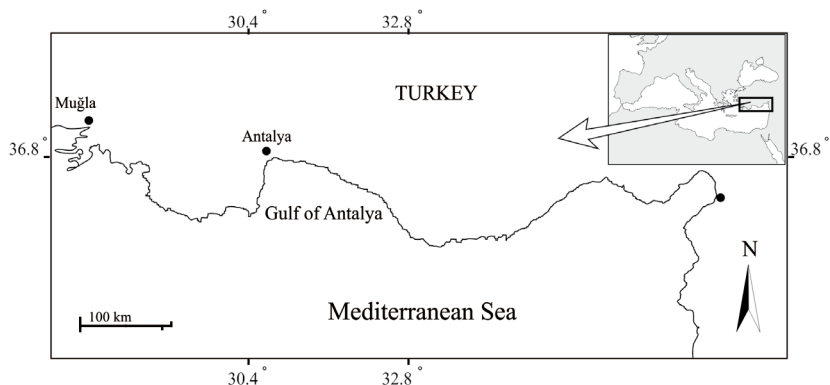 30.4°
32.8°
TURKEY
Muğla
Antalya
36.8°
36.8°
Gulf of Antalya
N
Mediterranean Sea
100 km
30.4°
32.8°